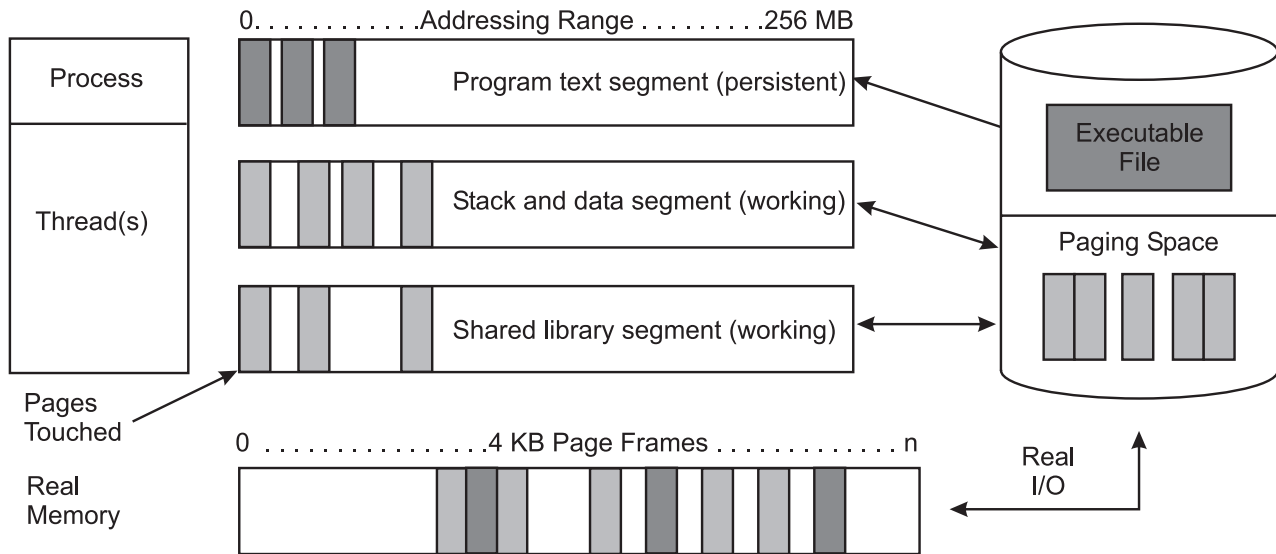 0. . . . . . . . . . . . .Addressing Range . . . . . . . . .256 MB
Process
Program text segment (persistent)
Executable
File
Thread(s)
Stack and data segment (working)
Paging Space
Shared library segment (working)
Pages
Touched
0 . . . . . . . . . . . . . . . . . .4 KB Page Frames . . . . . . . . . . . . . . . n
Real
Memory
Real
I/O